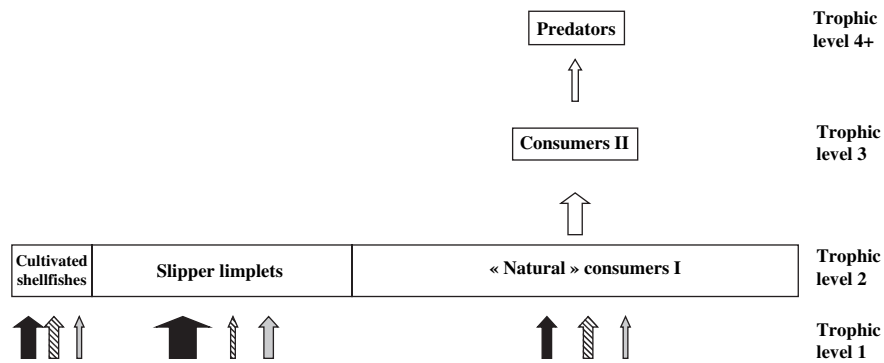 Predators
Trophic
level 4+
Consumers II
Trophic
level 3
Cultivated
shellfishes
Slipper limplets
« Natural » consumers I
Trophic
level 2
Trophic
level 1